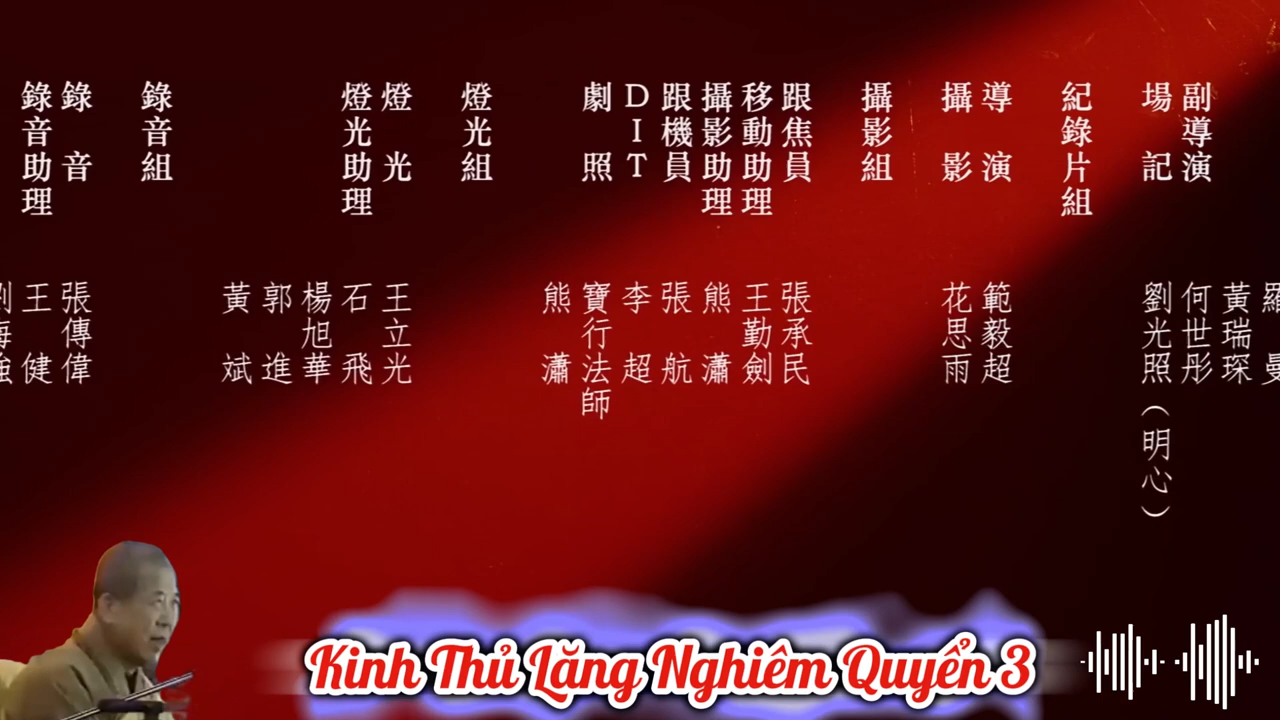 副導演
場記
紀錄片組
導演
攝影
攝影組
跟焦員
移動助理
攝影助理
跟機員
DIT
劇照
燈光組
燈光
燈光助理
錄音組
錄音
錄音助理
羅曼
黃瑞琛
何世彤
劉光照（明心）
範毅超
花思雨
張承民
王勤劍
熊瀟
張航
李超
寶行法師
熊瀟
王立光
石飛
楊旭華
郭進
黃斌
張傳偉
王健
Kinh Thủ Lăng Nghiêm Quyển 3